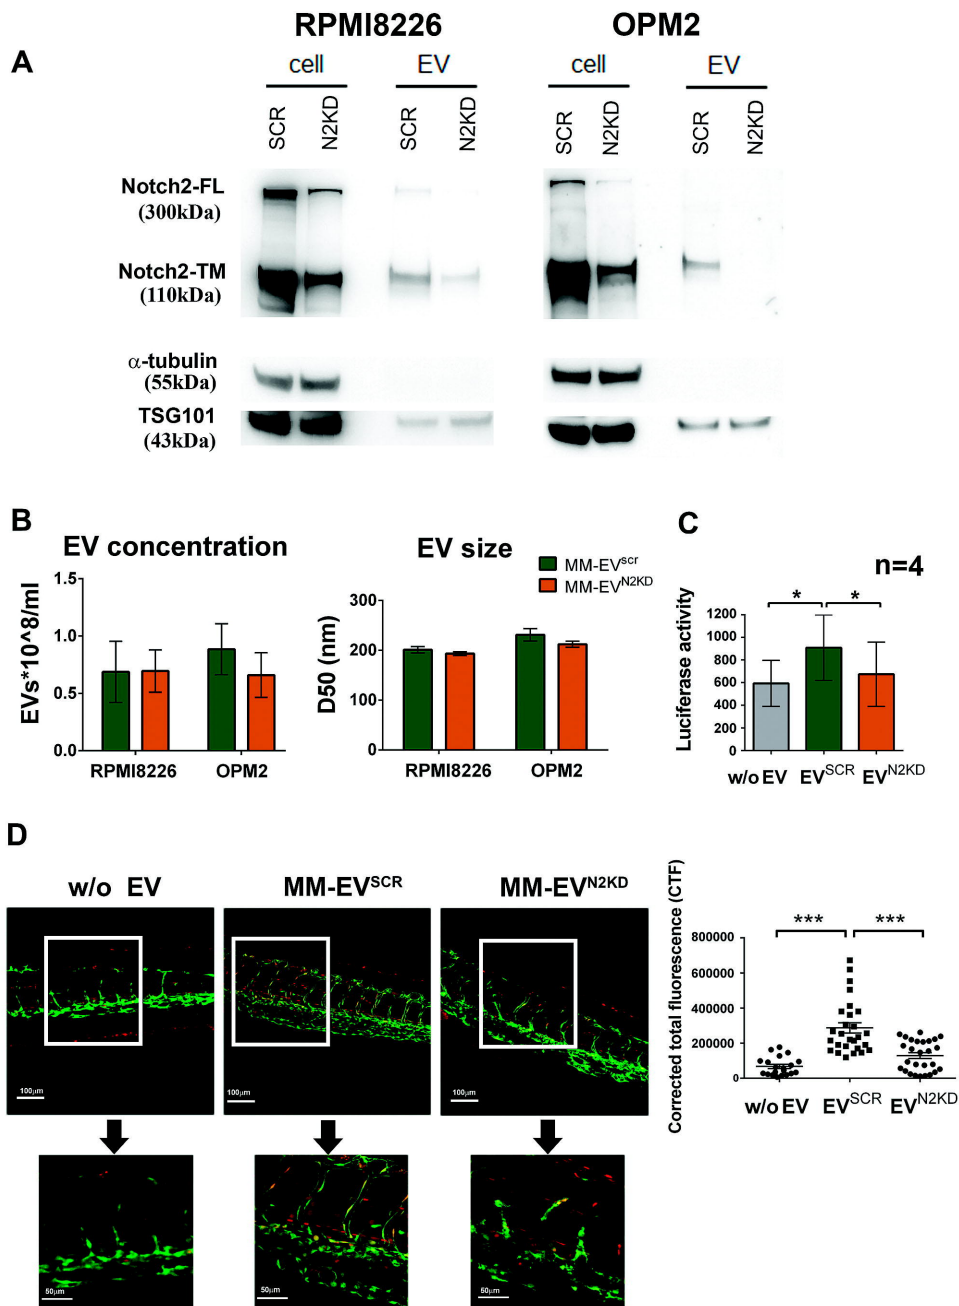 RPMI8226 OPM2
A
cell EV cell EV
SCR N2KD SCR N2KD SCR N2KD SCR N2KD
Notch2-FL
(300kDa)
Notch2-TM
(110kDa)
α-tubulin
(55kDa)
TSG101
(43kDa)
B
EV concentration
EVs*10^8/ml
1.5
1.0
0.5
0.0
RPMI8226 OPM2
EV size
MM-EVscr
MM-EVN2KD
D50 (nm)
300
200
100
0
RPMI8226 OPM2
C
n=4
* *
Luciferase activity
1200
1000
800
600
400
200
0
w/o EV EVSCR EVN2KD
D
w/o EV MM-EVSCR MM-EVN2KD
100μm 100μm 100μm
50μm 50μm 50μm
Corrected total fluorescence (CTF)
*** ***
800000
600000
400000
200000
0
w/o EV EVSCR EVN2KD